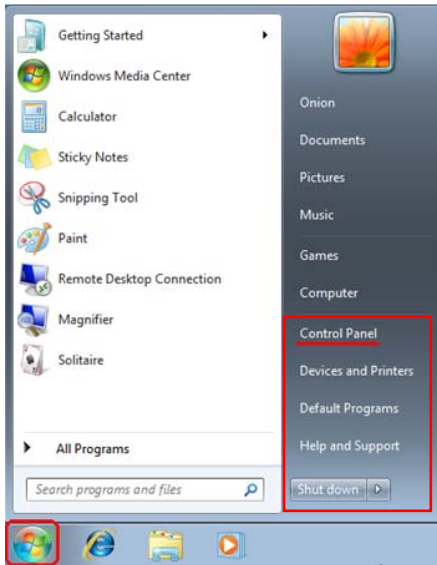 Getting Started
Windows Media Center
Calculator
Sticky Notes
Snipping Tool
Paint
Remote Desktop Connection
Magnifier
Solitaire
All Programs
Search programs and files
Onion
Documents
Pictures
Music
Games
Computer
Control Panel
Devices and Printers
Default Programs
Help and Support
Shut down